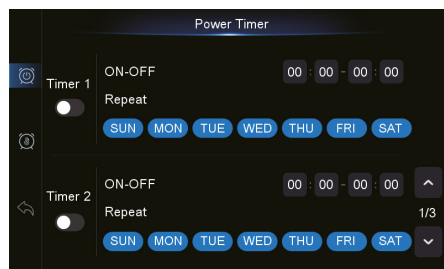 Power Timer
Timer 1
ON-OFF 00 : 00 - 00 : 00
Repeat
SUN MON TUE WED THU FRI SAT
Timer 2
ON-OFF 00 : 00 - 00 : 00
Repeat
SUN MON TUE WED THU FRI SAT
1/3